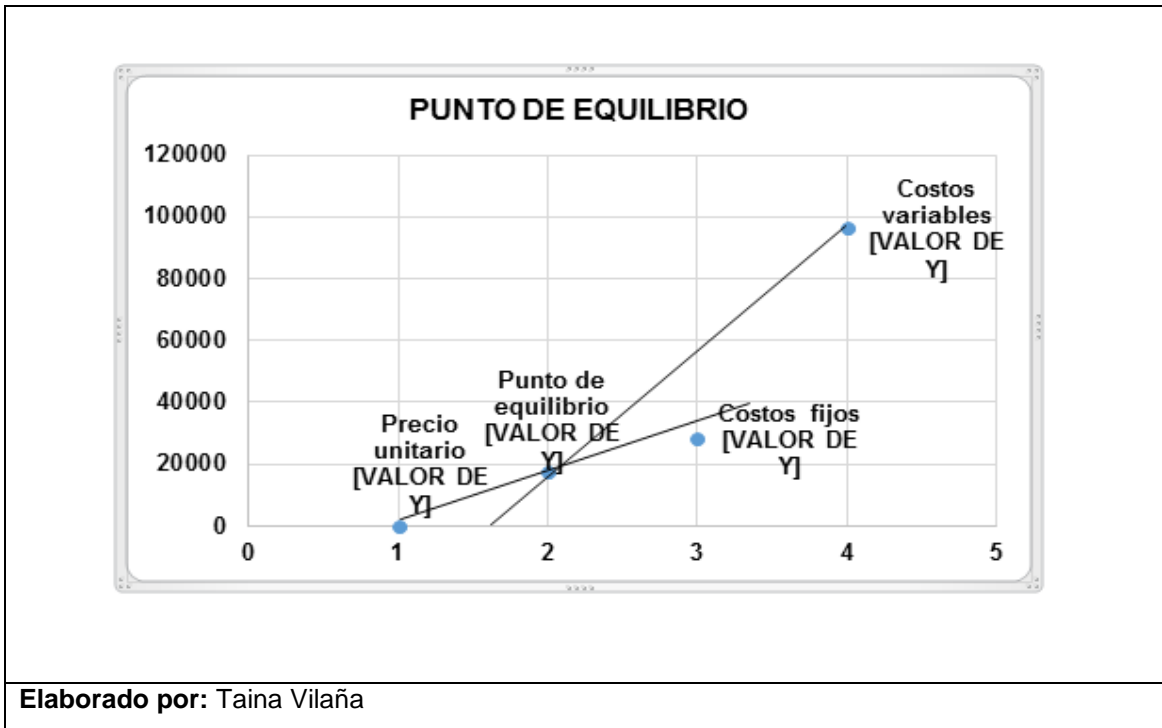 PUNTO DE EQUILIBRIO
120000
100000
80000
60000
40000
20000
0
Costos
variables
[VALOR DE
Y]
Punto de
equilibrio
[VALOR DE
Y]
Precio
unitario
[VALOR DE
Y]
Costos fijos
[VALOR DE
Y]
0 1 2 3 4 5
Elaborado por: Taina Vilaña